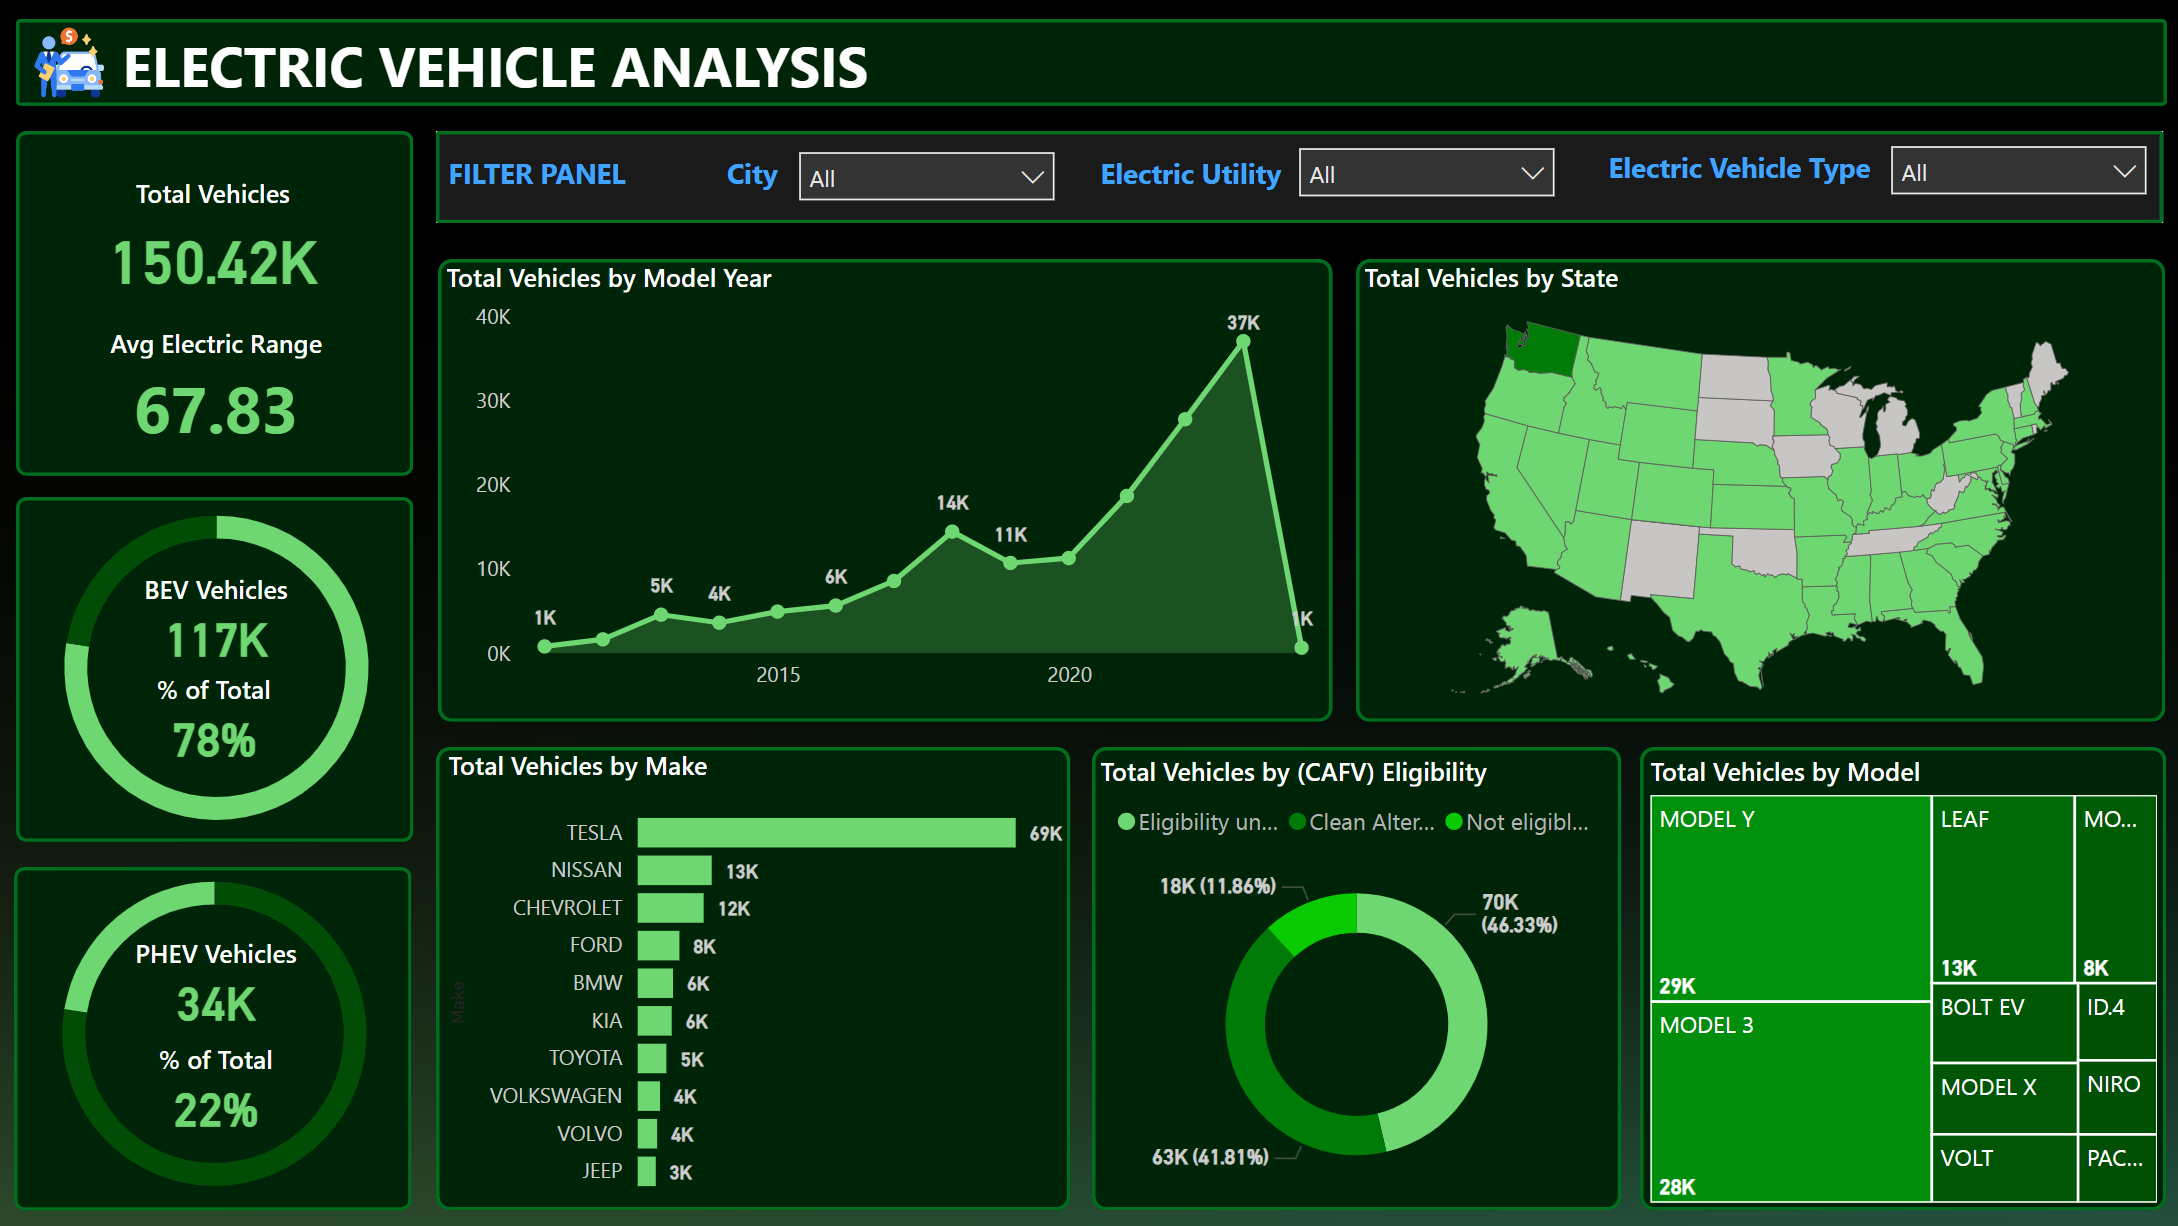 ELECTRIC VEHICLE ANALYSIS
Total Vehicles
150.42K
Avg Electric Range
67.83
FILTER PANEL
City
All
Electric Utility
All
Electric Vehicle Type
All
BEV Vehicles
117K
% of Total
78%
PHEV Vehicles
34K
% of Total
22%
Total Vehicles by Model Year
40K
30K
20K
10K
0K
1K
5K
4K
6K
14K
11K
37K
1K
2015
2020
Total Vehicles by State
Total Vehicles by Make
Make
TESLA 69K
NISSAN 13K
CHEVROLET 12K
FORD 8K
BMW 6K
KIA 6K
TOYOTA 5K
VOLKSWAGEN 4K
VOLVO 4K
JEEP 3K
Total Vehicles by (CAFV) Eligibility
Eligibility un... Clean Alter... Not eligibl...
18K (11.86%)
70K
(46.33%)
63K (41.81%)
Total Vehicles by Model
MODEL Y
29K
MODEL 3
28K
LEAF
13K
MO...
8K
BOLT EV
ID.4
MODEL X
NIRO
VOLT
PAC...